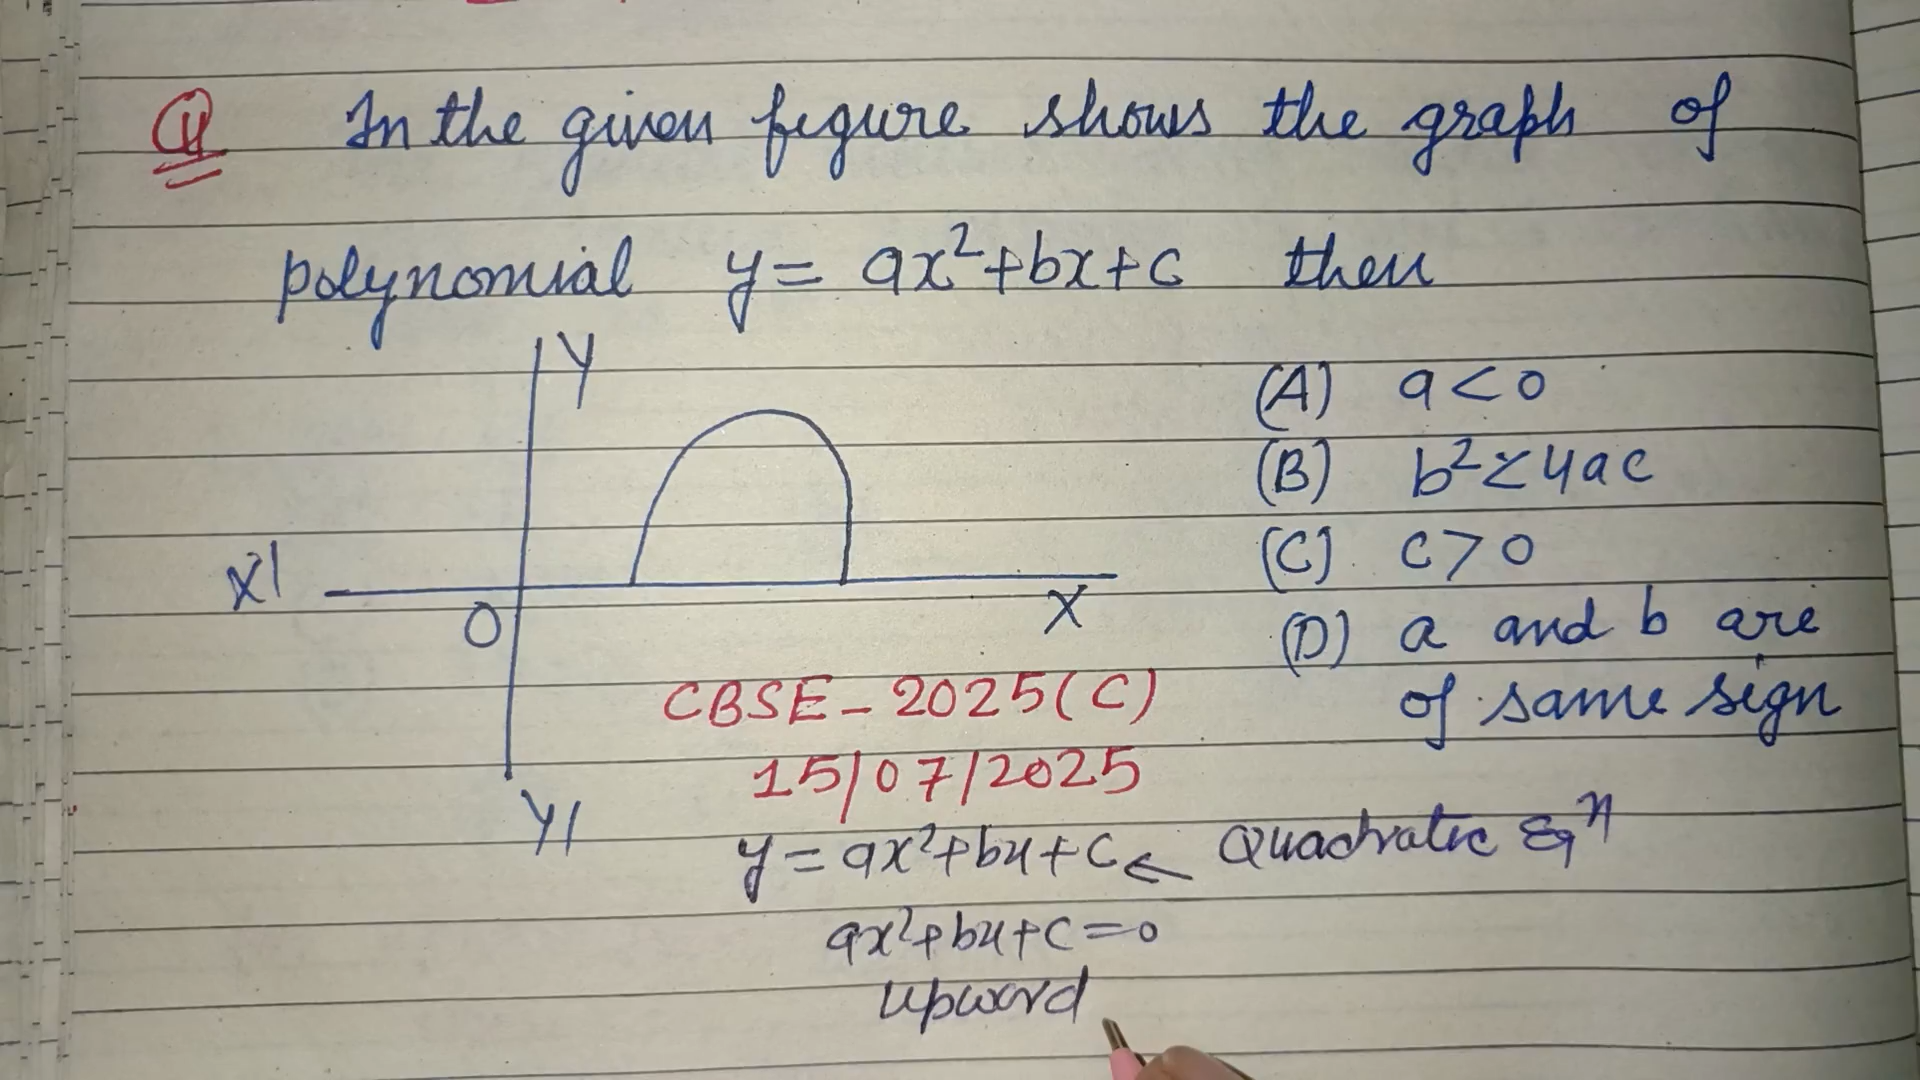 Q In the given figure shows the graph of
polynomial y = ax²+bx+c then
Y
X' O X
Y'
(A) a<0
(B) b²<4ac
(C) c>0
(D) a and b are
of same sign
CBSE-2025(C)
15/07/2025
y = ax²+bx+c ← Quadratic Eqⁿ
ax²+bx+c=0
upword